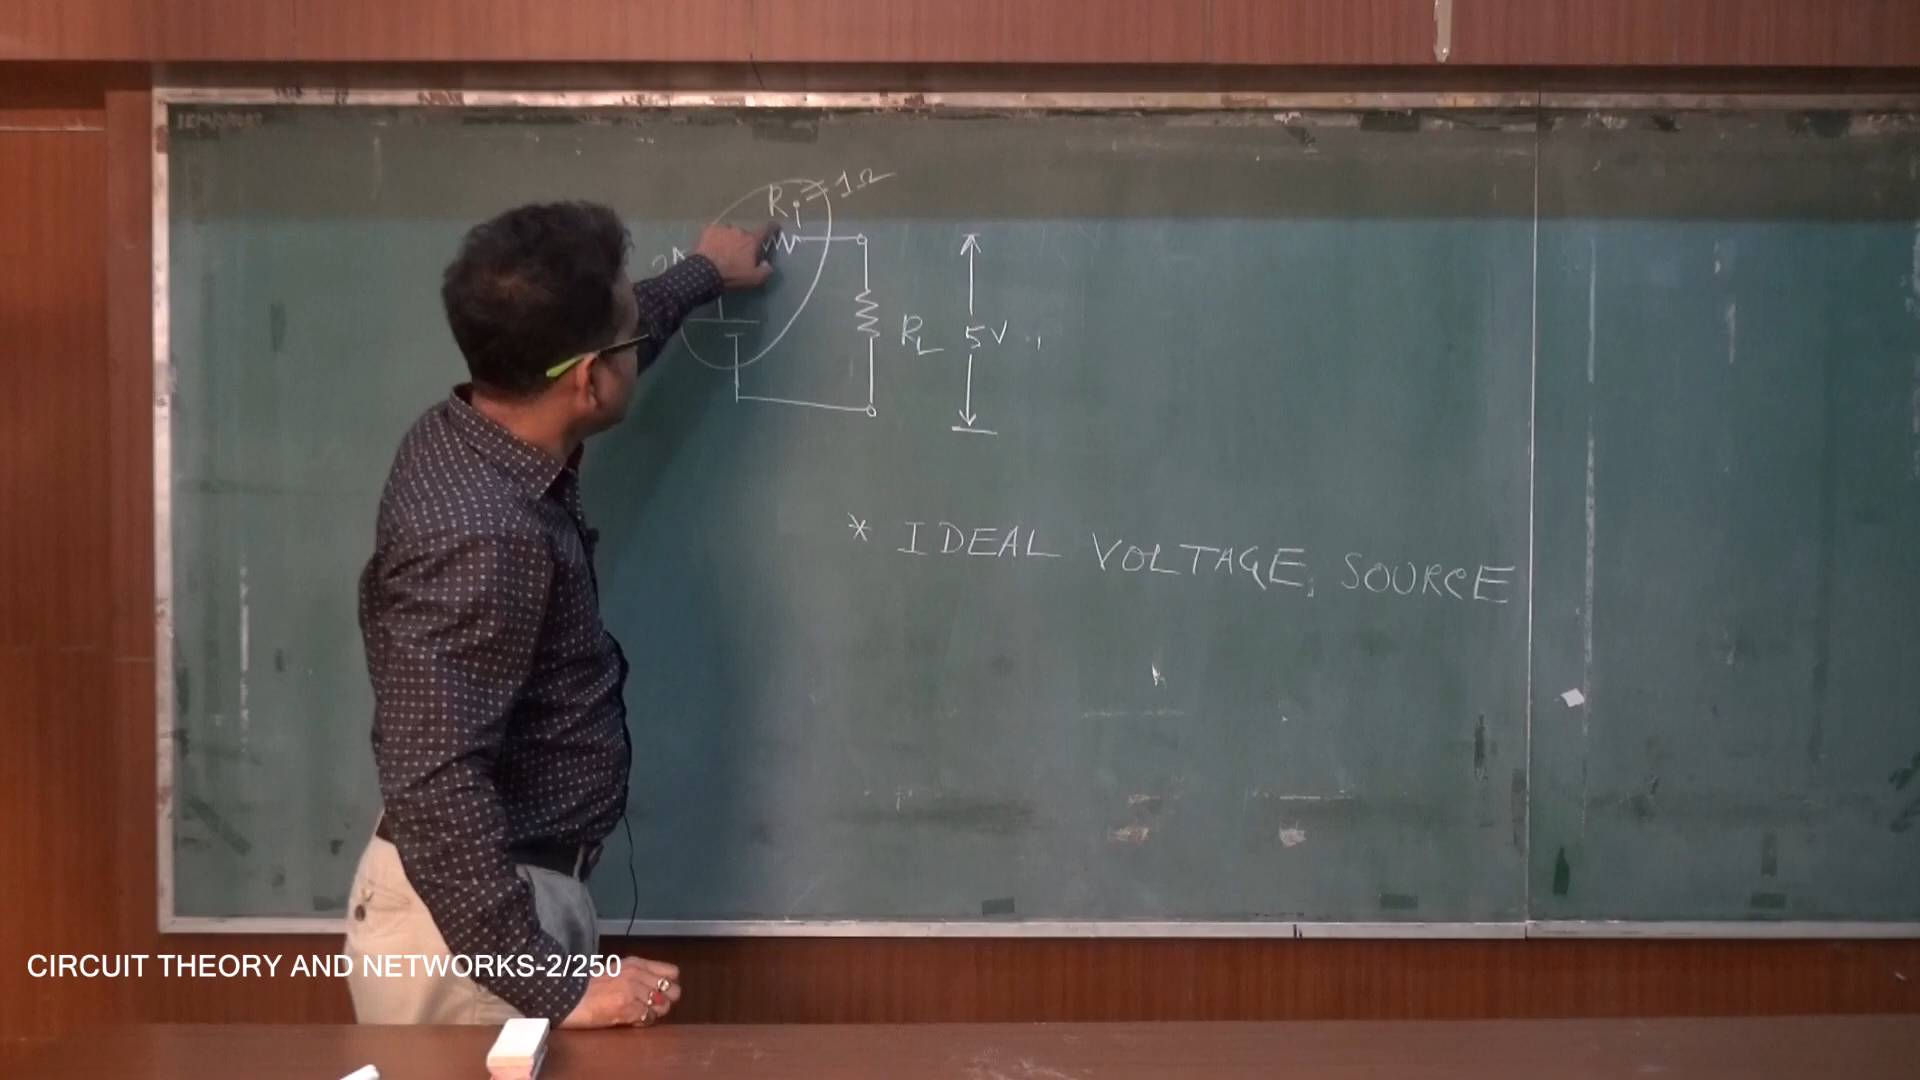 Ri = 1Ω
RL 5V
* IDEAL VOLTAGE SOURCE
CIRCUIT THEORY AND NETWORKS-2/250